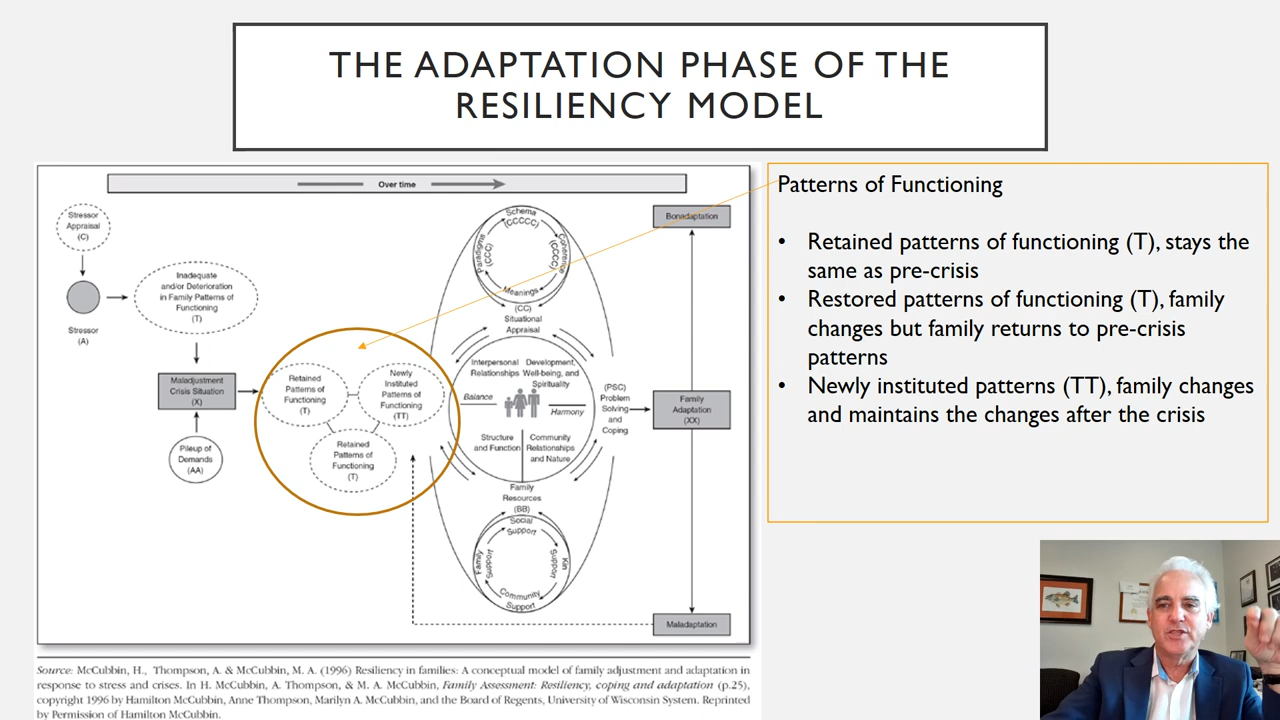 THE ADAPTATION PHASE OF THE
RESILIENCY MODEL
Over time
Stressor
Appraisal
(C)
Stressor
(A)
Inadequate
and/or Deterioration
in Family Patterns of
Functioning
(T)
Maladjustment
Crisis Situation
(X)
Pileup of
Demands
(AA)
Retained
Patterns of
Functioning
(T)
Newly
Instituted
Patterns of
Functioning
(TT)
Retained
Patterns of
Functioning
(T)
Schema
(CCCCC)
Paradigms
(CCC)
Coherence
(CCCC)
Meanings
(CC)
Situational
Appraisal
Interpersonal
Relationships
Development,
Well-being, and
Spirituality
Balance
Harmony
Structure
and Function
Community
Relationships
and Nature
Family
Resources
(BB)
Social
Support
Family
Support
Kin
Support
Community
Support
(PSC)
Problem
Solving
and
Coping
Bonadaptation
Family
Adaptation
(XX)
Maladaptation
Source: McCubbin, H., Thompson, A. & McCubbin, M. A. (1996) Resiliency in families: A conceptual model of family adjustment and adaptation in
response to stress and crises. In H. McCubbin, A. Thompson, & M. A. McCubbin, Family Assessment: Resiliency, coping and adaptation (p.25),
copyright 1996 by Hamilton McCubbin, Anne Thompson, Marilyn A. McCubbin, and the Board of Regents, University of Wisconsin System. Reprinted
by Permission of Hamilton McCubbin.
Patterns of Functioning
• Retained patterns of functioning (T), stays the
same as pre-crisis
• Restored patterns of functioning (T), family
changes but family returns to pre-crisis
patterns
• Newly instituted patterns (TT), family changes
and maintains the changes after the crisis